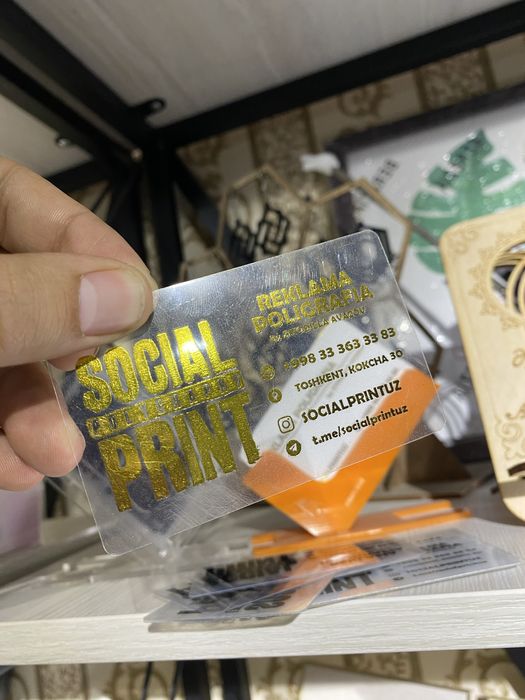 SOCIAL
PRINT
REKLAMA
POLIGRAFIA
+998 33 363 33 83
TOSHKENT, KOKCHA 30
SOCIALPRINTUZ
t.me/socialprintuz